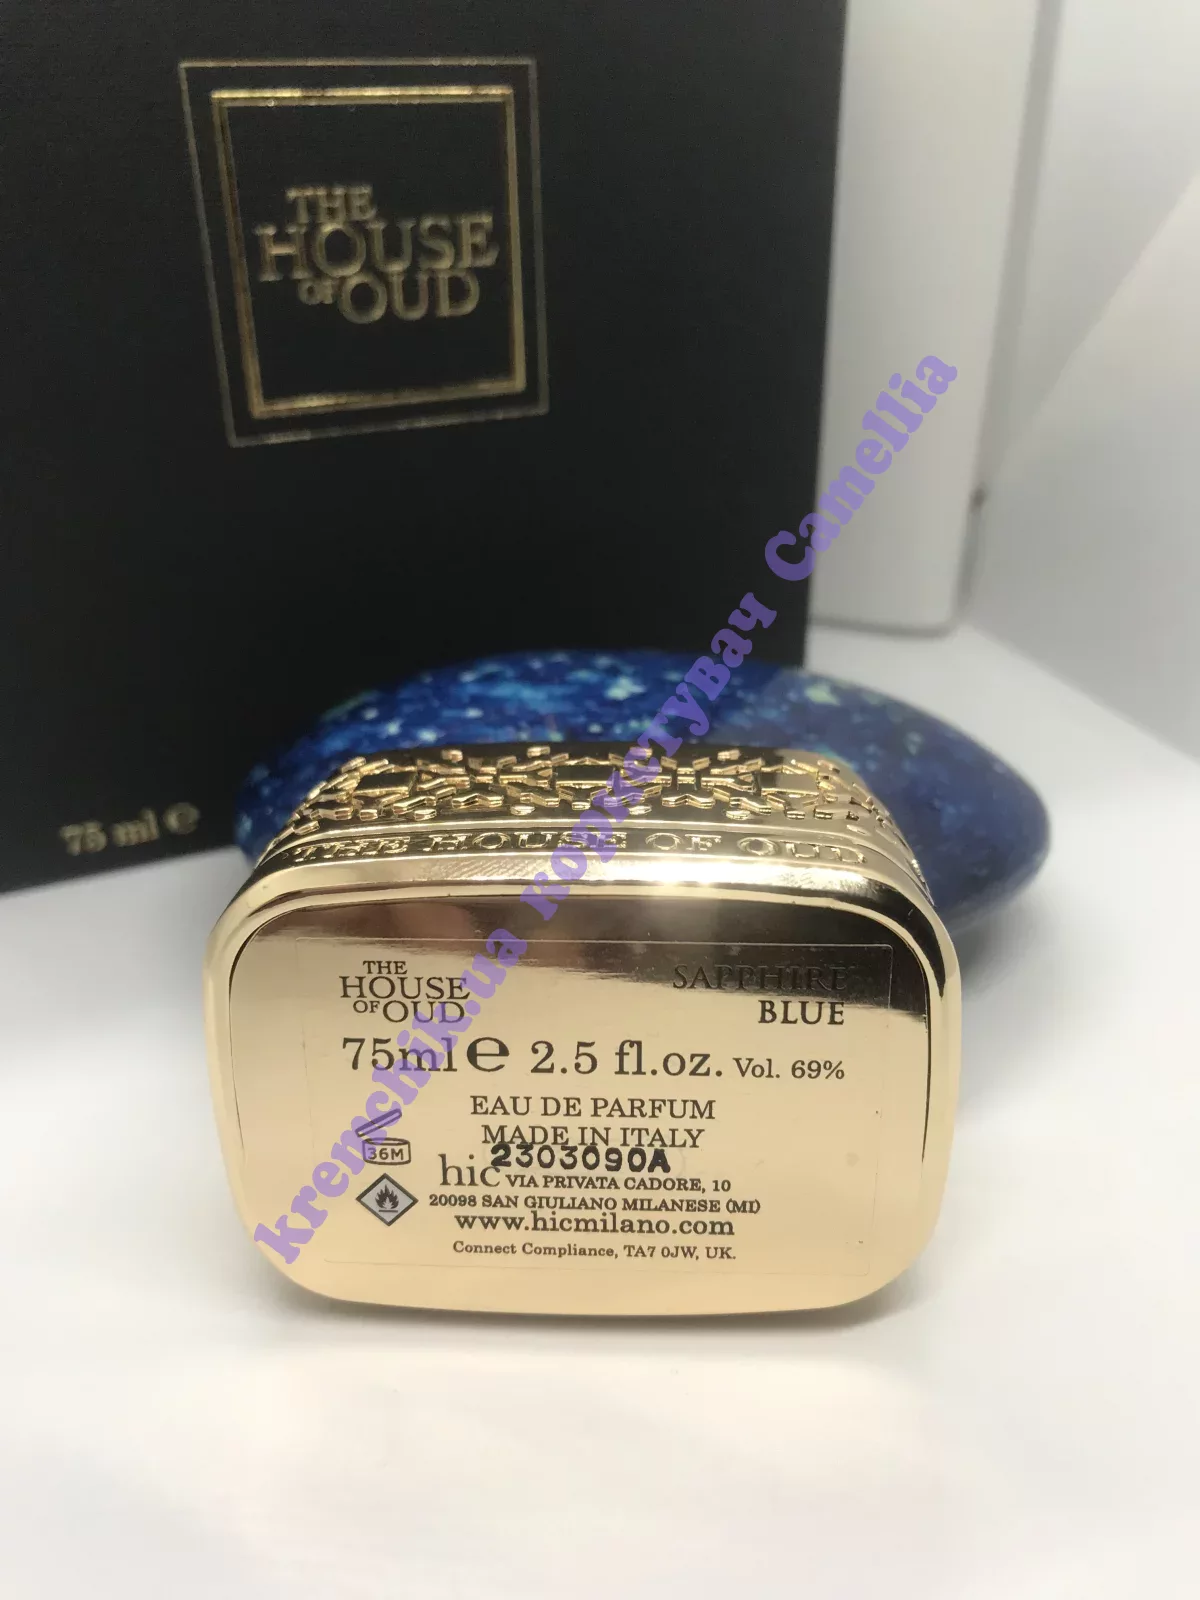 THE
HOUSE
OF OUD
75 ml e
THE HOUSE OF OUD
THE
HOUSE
OF OUD
SAPPHIRE
BLUE
75ml e 2.5 fl.oz. Vol. 69%
EAU DE PARFUM
MADE IN ITALY
2303090A
36M
hic VIA PRIVATA CADORE, 10
20098 SAN GIULIANO MILANESE (MI)
www.hicmilano.com
Connect Compliance, TA7 0JW, UK.
kremchik.ua користувач Camellia